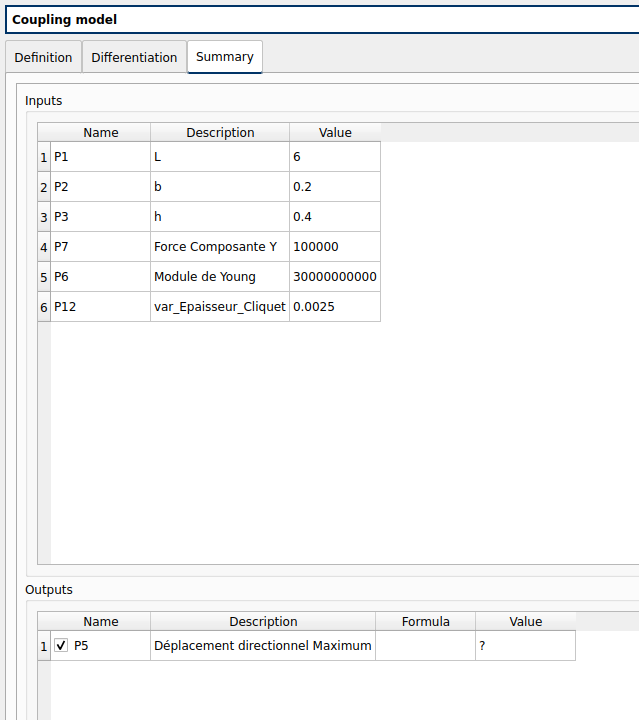 Coupling model
Definition Differentiation Summary
Inputs
Name Description Value
1 P1 L 6
2 P2 b 0.2
3 P3 h 0.4
4 P7 Force Composante Y 100000
5 P6 Module de Young 30000000000
6 P12 var_Epaisseur_Cliquet 0.0025
Outputs
Name Description Formula Value
1 P5 Déplacement directionnel Maximum ?